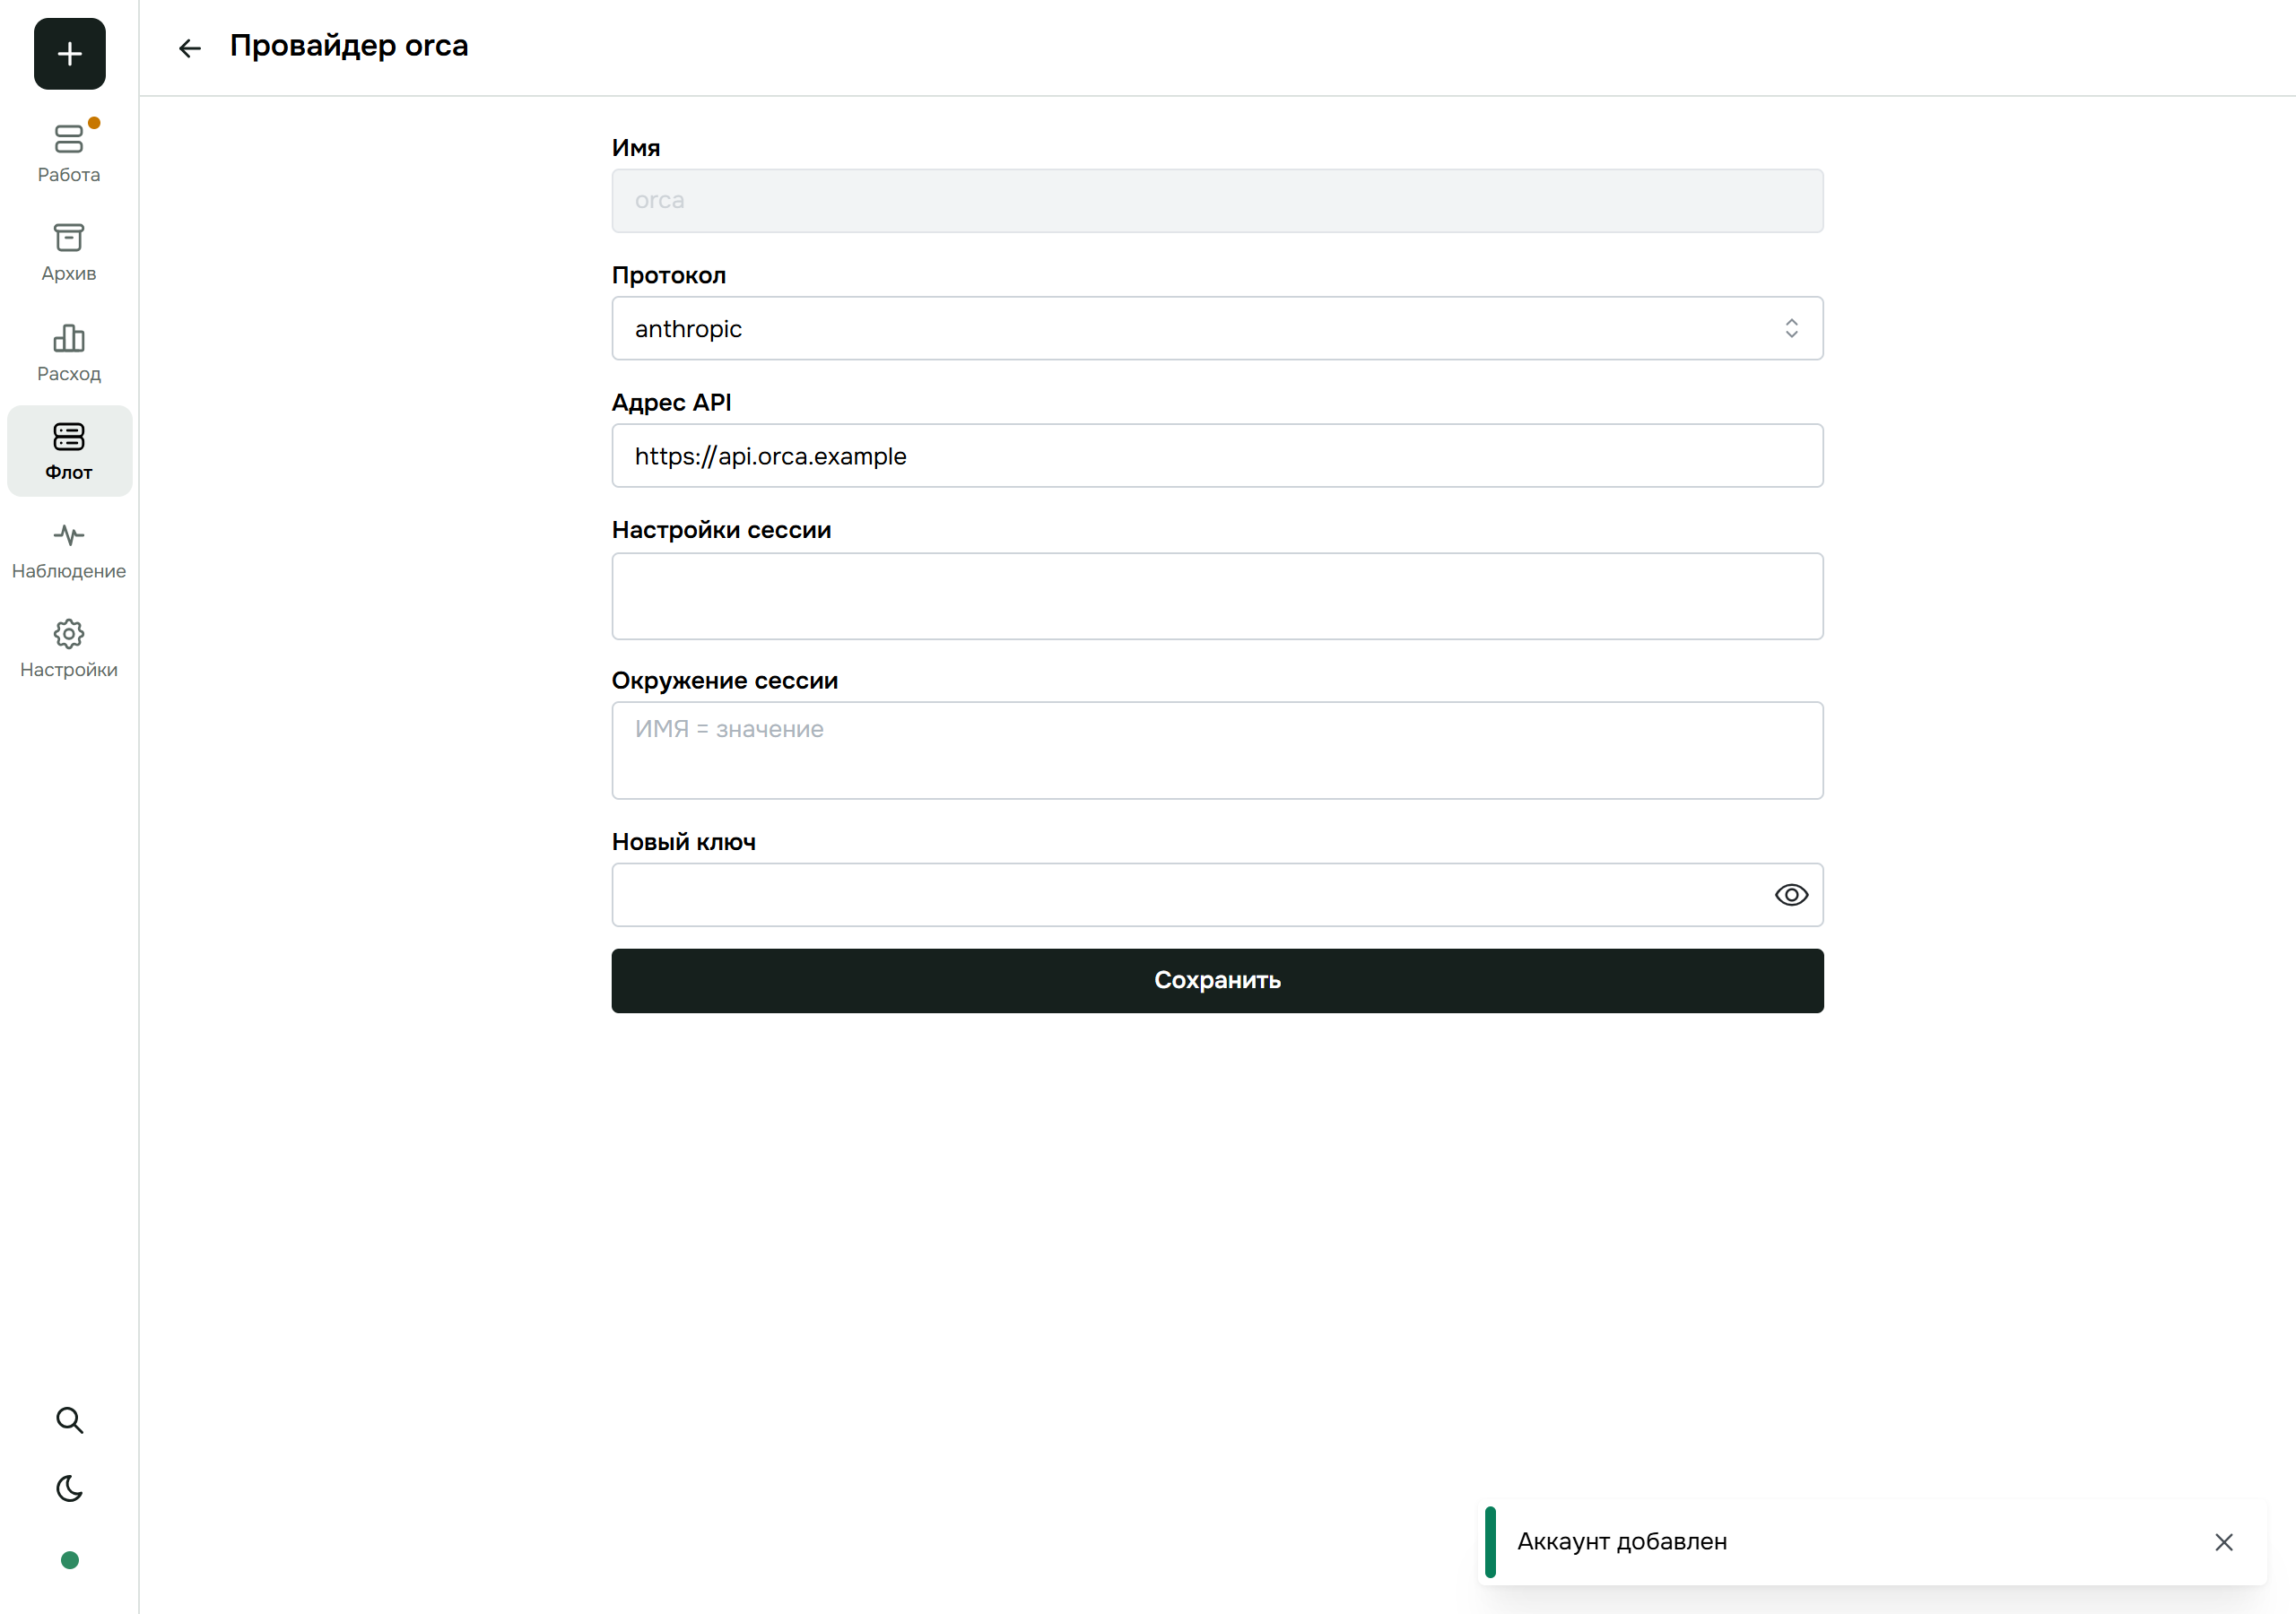 Провайдер orca
Работа
Архив
Расход
Флот
Наблюдение
Настройки
Имя
orca
Протокол
anthropic
Адрес API
https://api.orca.example
Настройки сессии
Окружение сессии
ИМЯ = значение
Новый ключ
Сохранить
Аккаунт добавлен